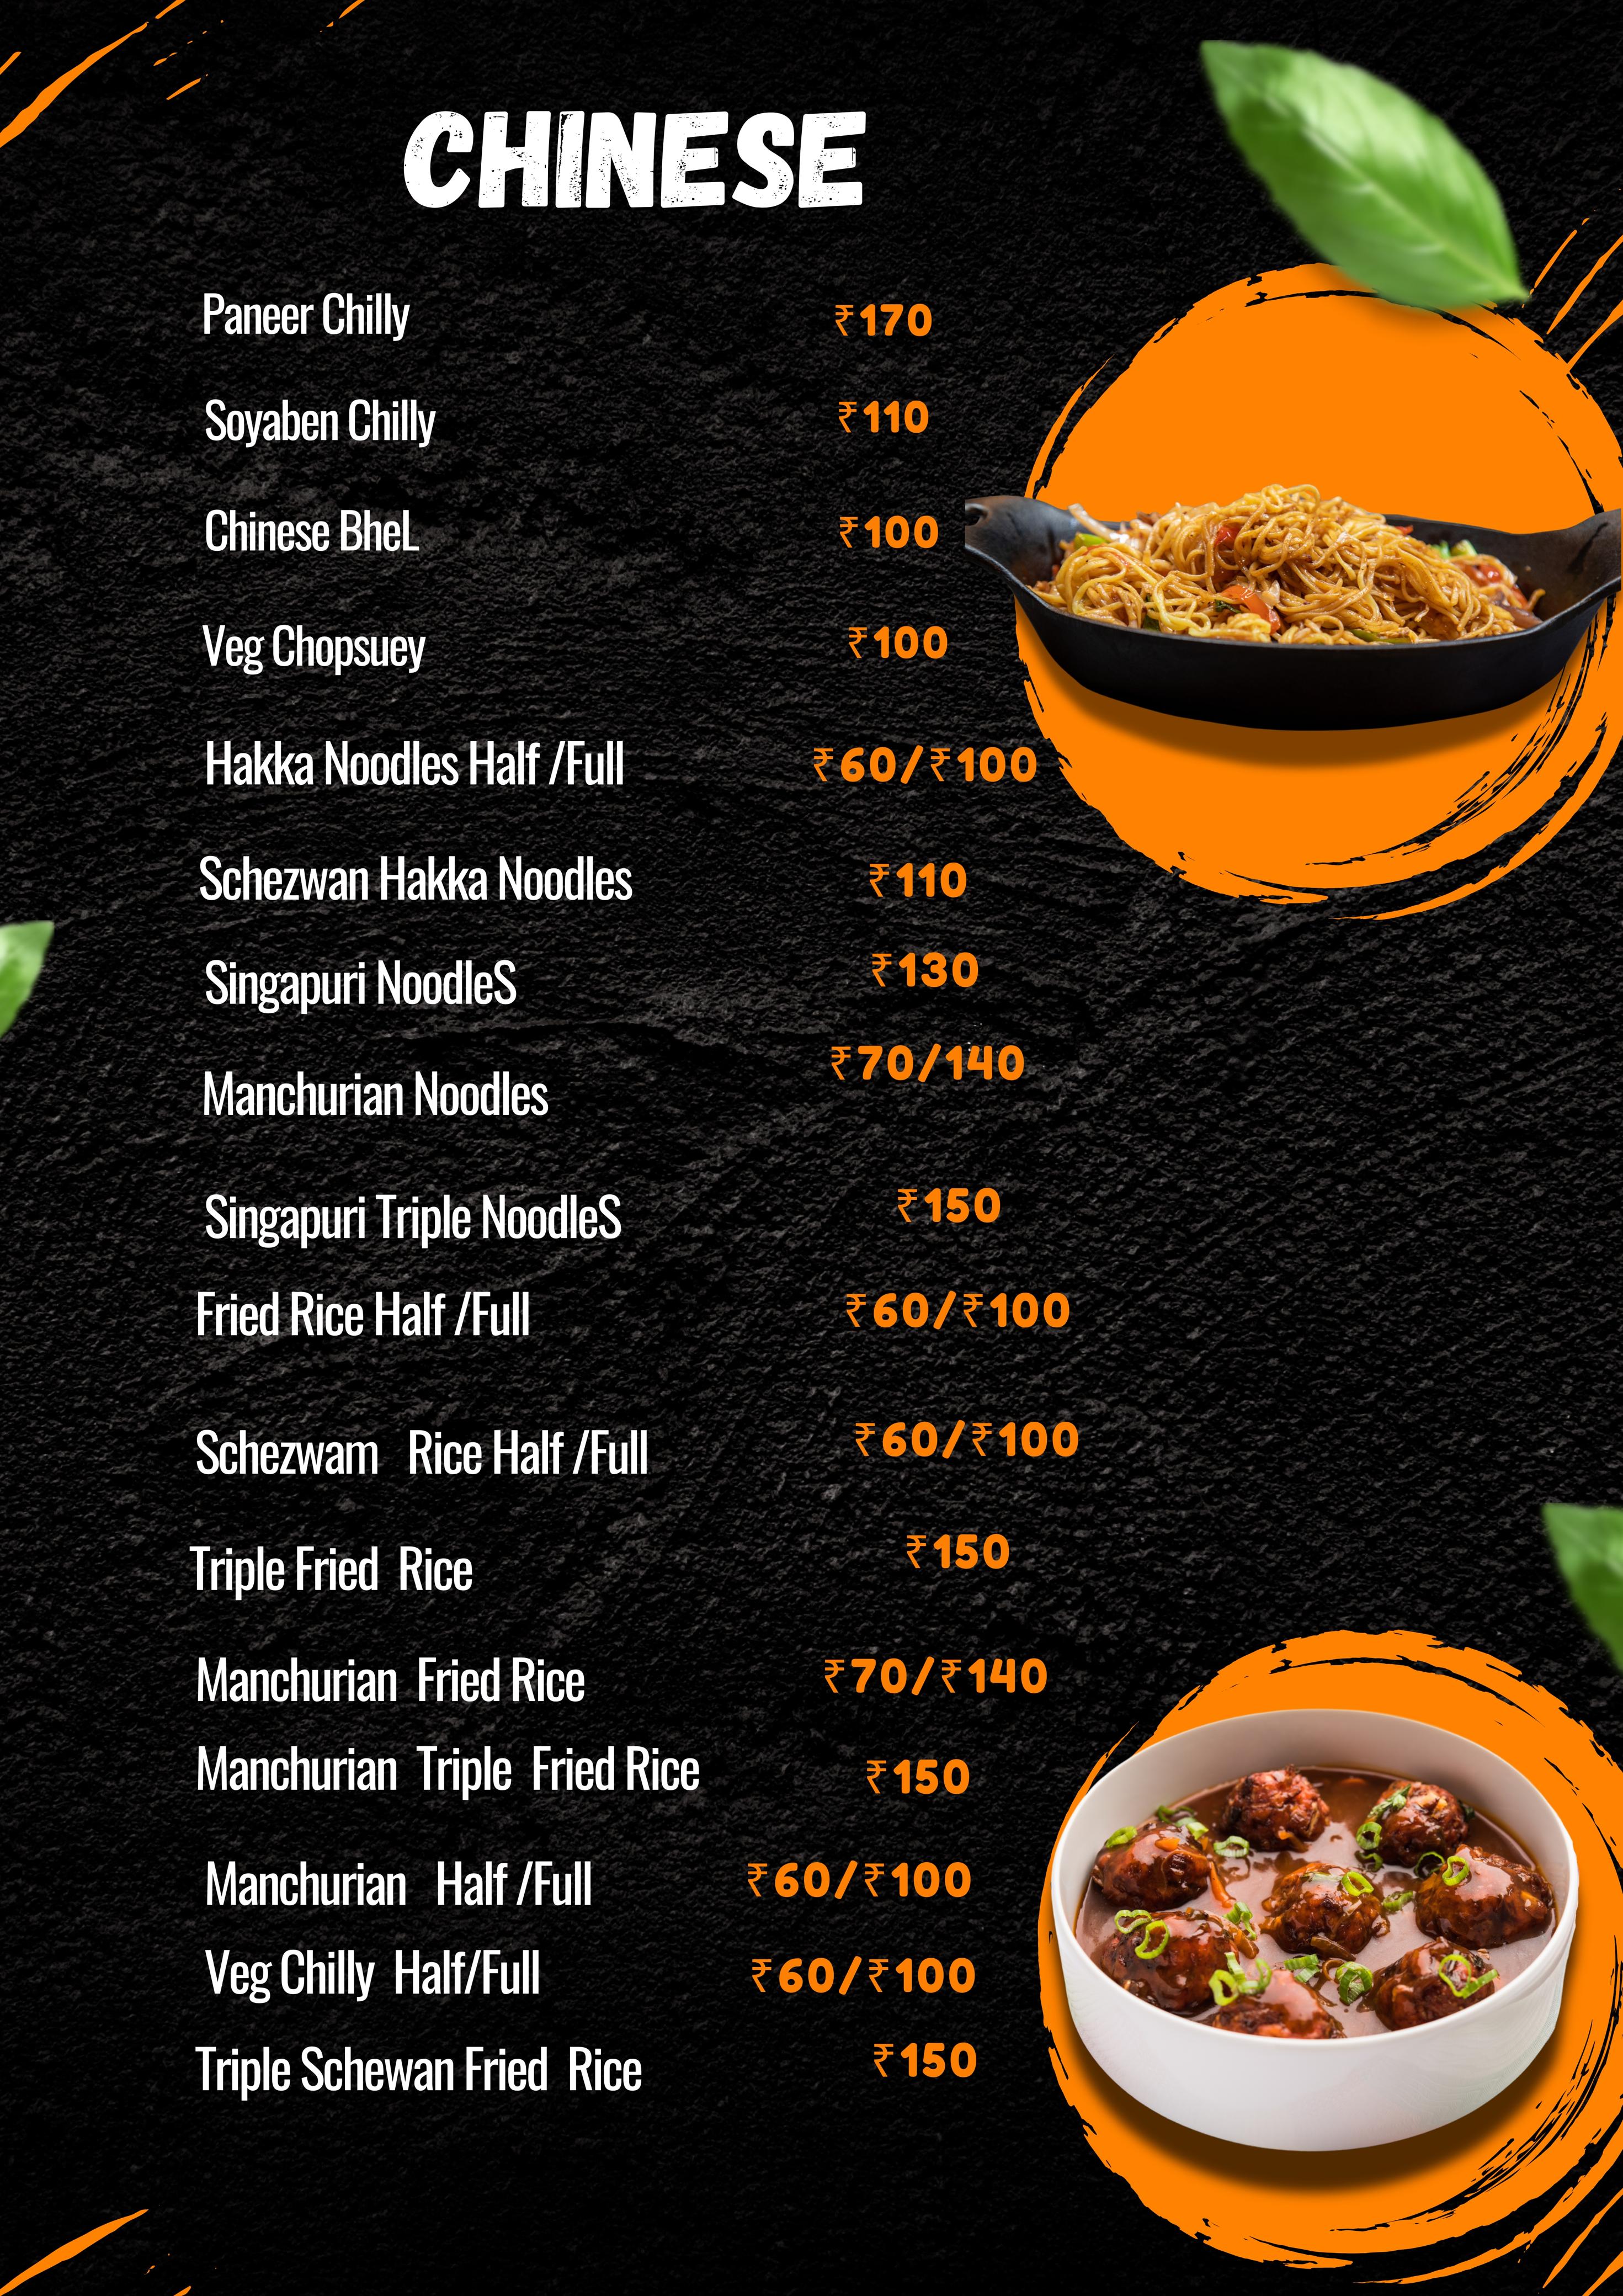 CHINESE
Paneer Chilly ₹170
Soyaben Chilly ₹110
Chinese BheL ₹100
Veg Chopsuey ₹100
Hakka Noodles Half /Full ₹60/₹100
Schezwan Hakka Noodles ₹110
Singapuri NoodleS ₹130
Manchurian Noodles ₹70/140
Singapuri Triple NoodleS ₹150
Fried Rice Half /Full ₹60/₹100
Schezwam Rice Half /Full ₹60/₹100
Triple Fried Rice ₹150
Manchurian Fried Rice ₹70/₹140
Manchurian Triple Fried Rice ₹150
Manchurian Half /Full ₹60/₹100
Veg Chilly Half/Full ₹60/₹100
Triple Schewan Fried Rice ₹150